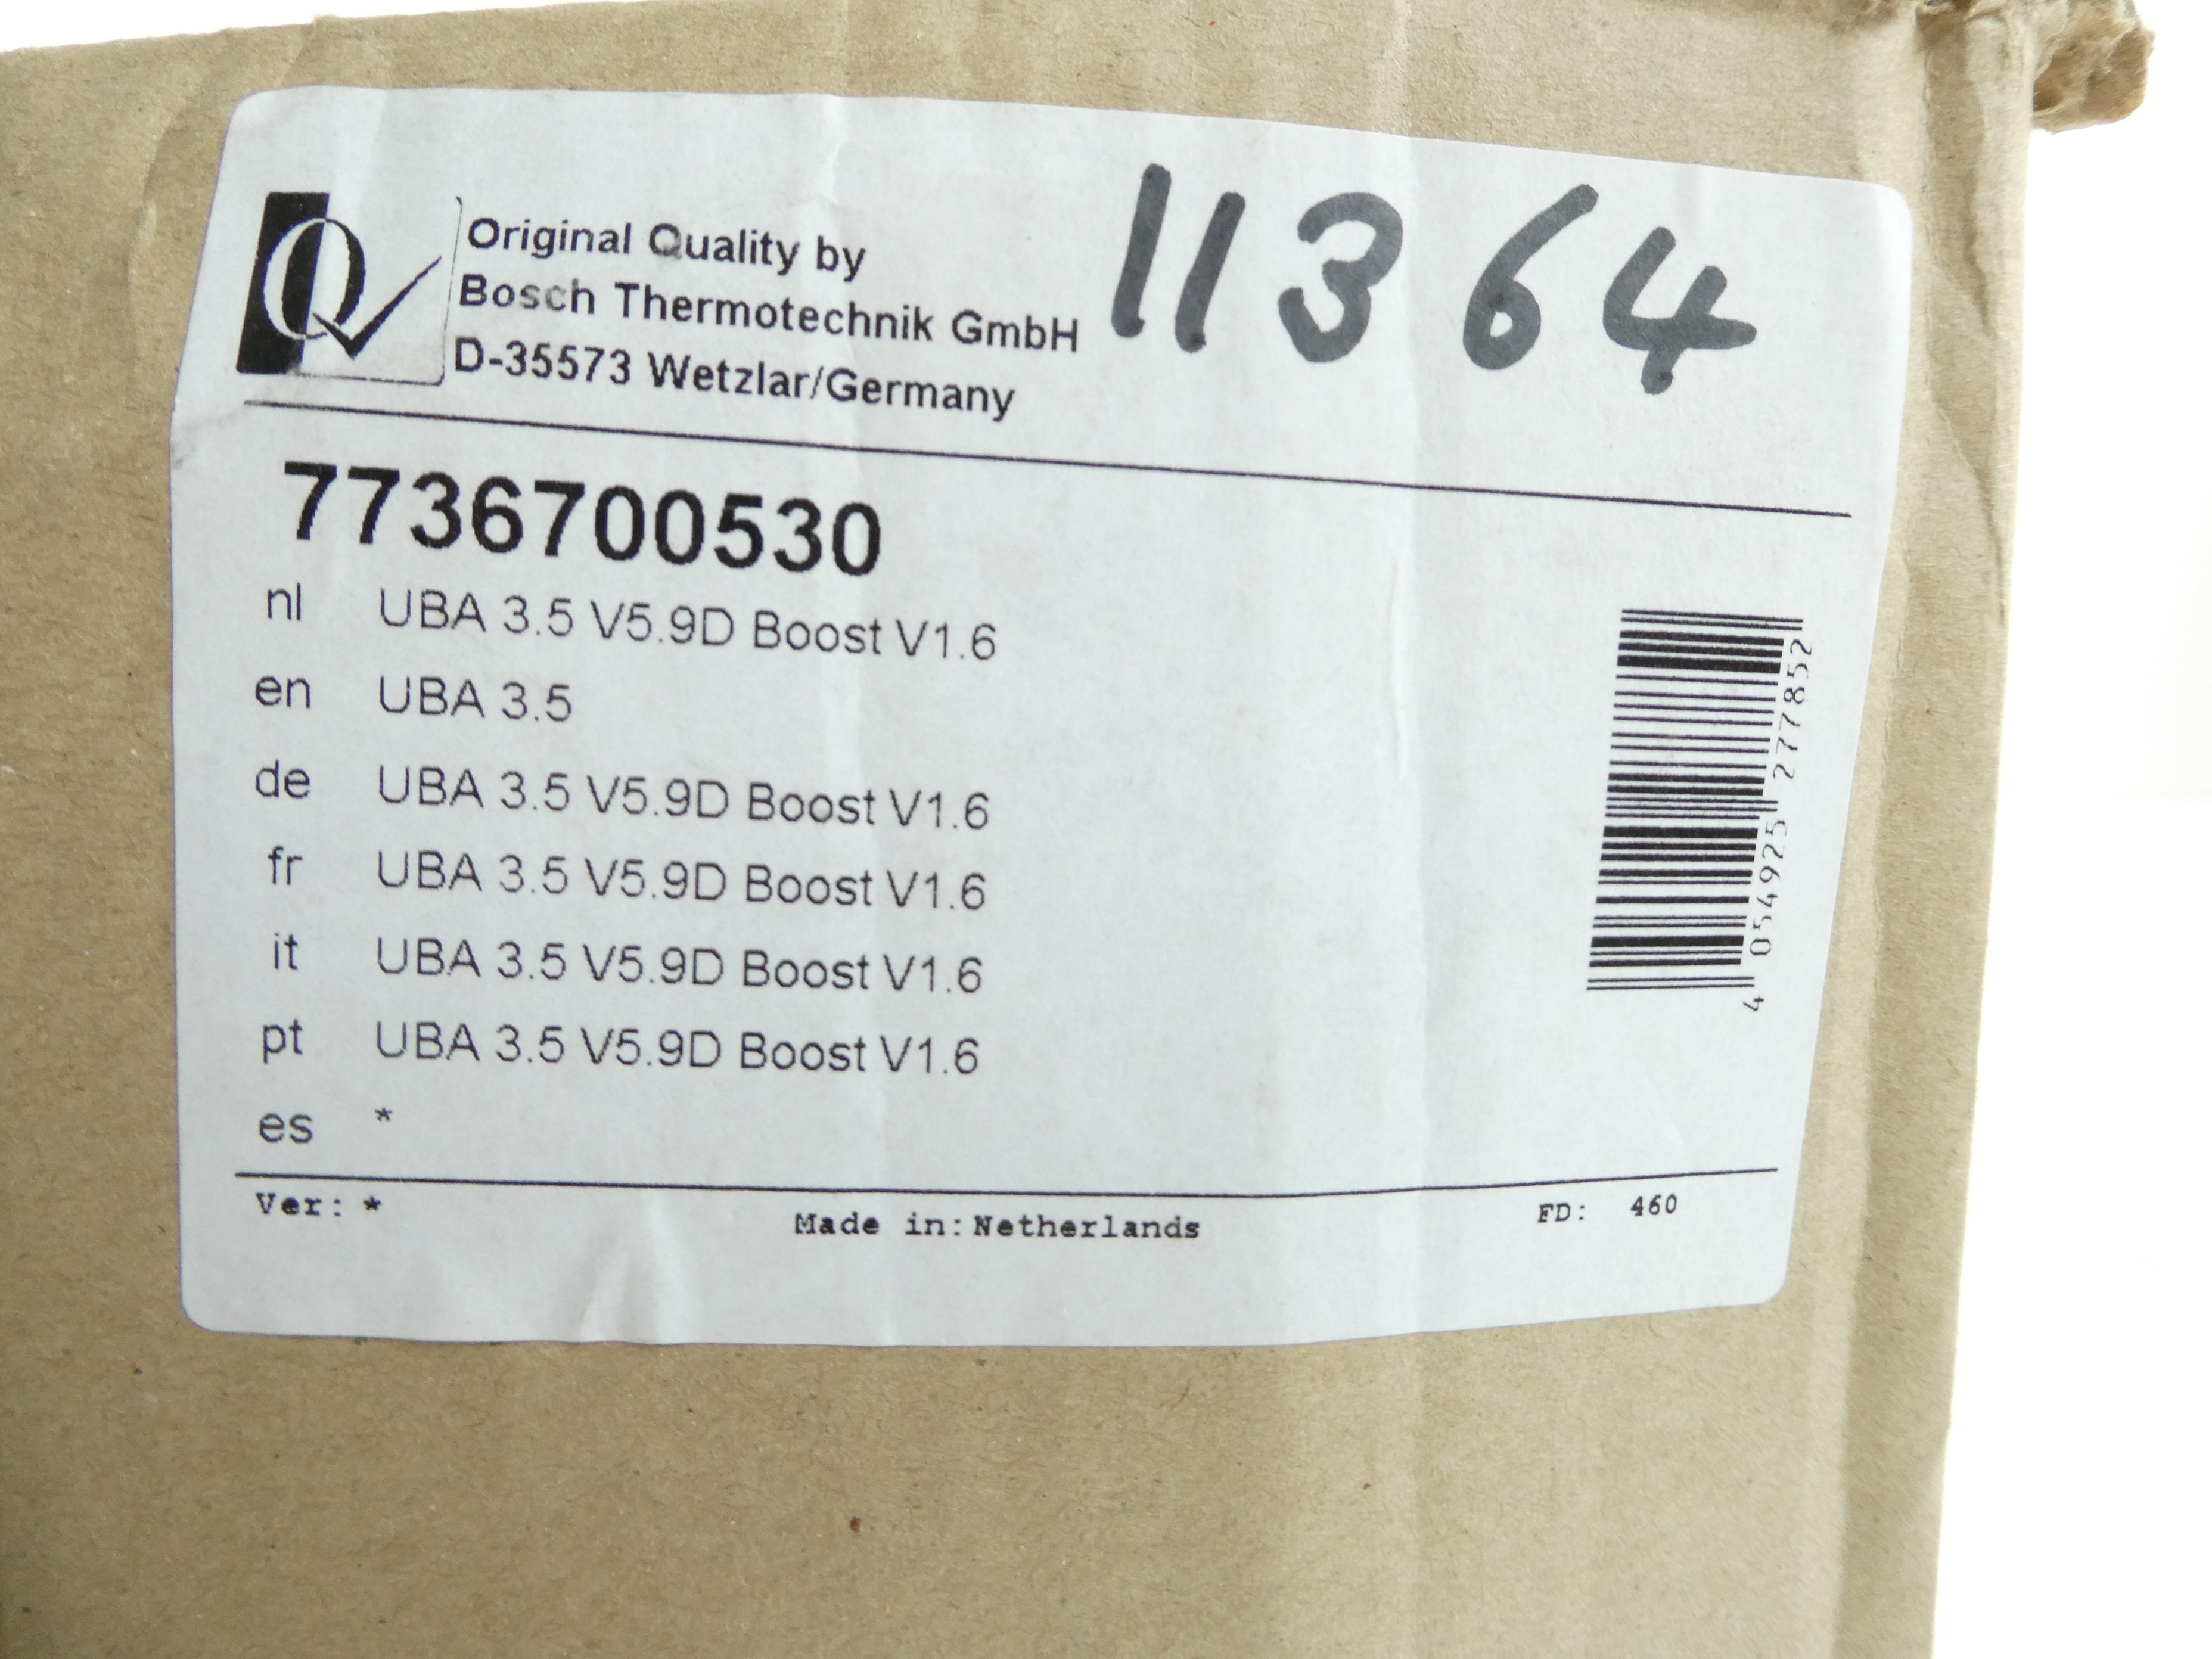 Q
Original Quality by
Bosch Thermotechnik GmbH
D-35573 Wetzlar/Germany
11364
7736700530
nl UBA 3.5 V5.9D Boost V1.6
en UBA 3.5
de UBA 3.5 V5.9D Boost V1.6
fr UBA 3.5 V5.9D Boost V1.6
it UBA 3.5 V5.9D Boost V1.6
pt UBA 3.5 V5.9D Boost V1.6
es *
4 054925 277852
Ver: * Made in: Netherlands FD: 460